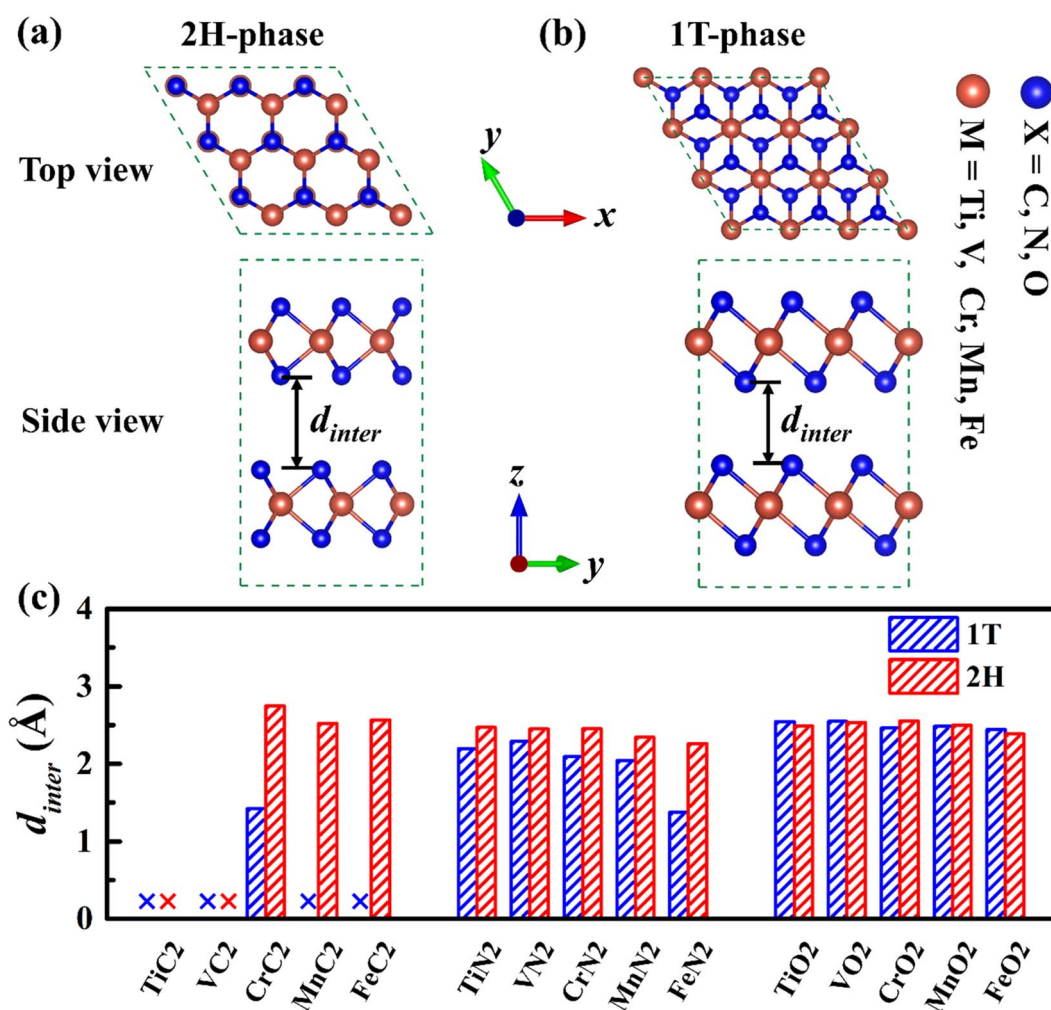 (a)
2H-phase
(b)
1T-phase
Top view
y
x
M = Ti, V, Cr, Mn, Fe
X = C, N, O
Side view
d_inter
d_inter
z
y
(c)
4
3
2
1
0
d_inter (Å)
1T
2H
TiC2
VC2
CrC2
MnC2
FeC2
TiN2
VN2
CrN2
MnN2
FeN2
TiO2
VO2
CrO2
MnO2
FeO2